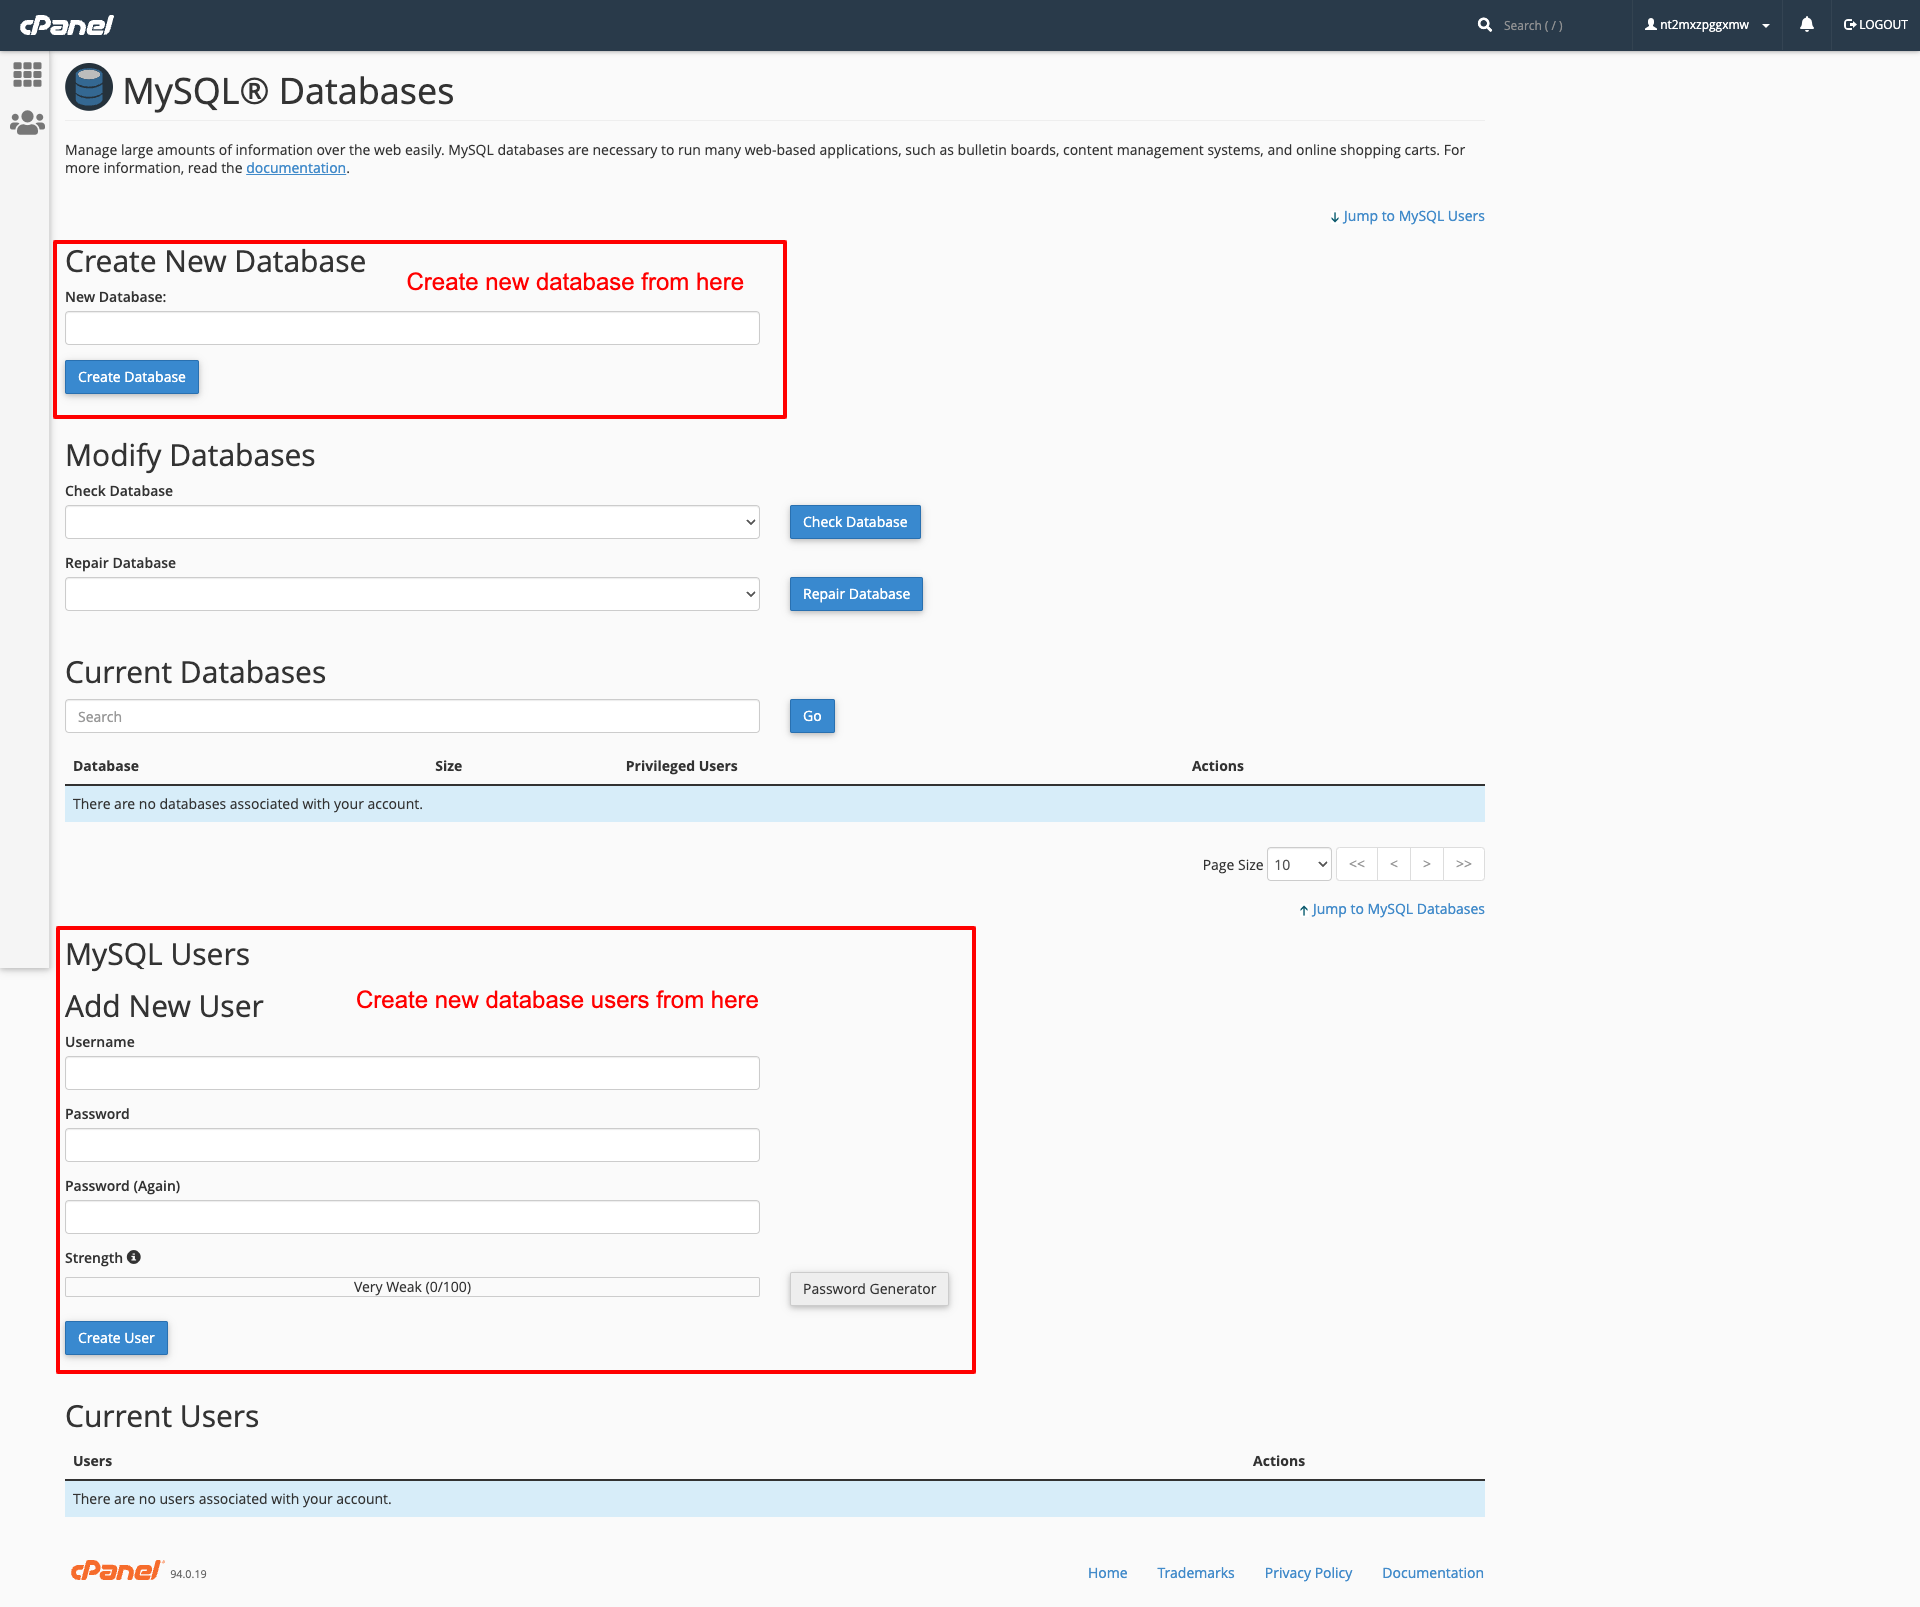 cPanel
Search ( / )
nt2mxzpggxmw
LOGOUT
MySQL® Databases
Manage large amounts of information over the web easily. MySQL databases are necessary to run many web-based applications, such as bulletin boards, content management systems, and online shopping carts. For
more information, read the documentation.
Jump to MySQL Users
Create New Database
Create new database from here
New Database:
Create Database
Modify Databases
Check Database
Check Database
Repair Database
Repair Database
Current Databases
Search
Go
Database Size Privileged Users Actions
There are no databases associated with your account.
Page Size 10 << < > >>
Jump to MySQL Databases
MySQL Users
Add New User
Create new database users from here
Username
Password
Password (Again)
Strength
Very Weak (0/100)
Password Generator
Create User
Current Users
Users Actions
There are no users associated with your account.
cPanel 94.0.19
Home Trademarks Privacy Policy Documentation